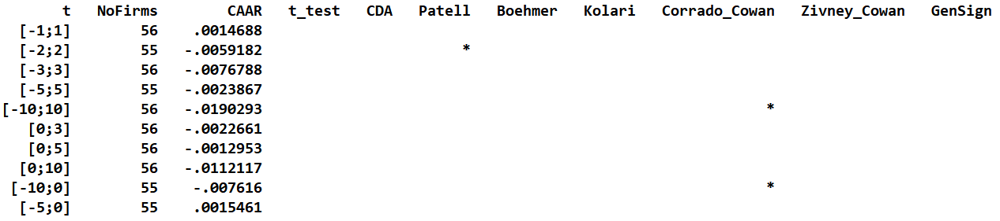 t NoFirms CAAR t_test CDA Patell Boehmer Kolari Corrado_Cowan Zivney_Cowan GenSign
[-1;1] 56 .0014688
[-2;2] 55 -.0059182 *
[-3;3] 56 -.0076788
[-5;5] 55 -.0023867
[-10;10] 56 -.0190293 *
[0;3] 56 -.0022661
[0;5] 56 -.0012953
[0;10] 56 -.0112117
[-10;0] 55 -.007616 *
[-5;0] 55 .0015461